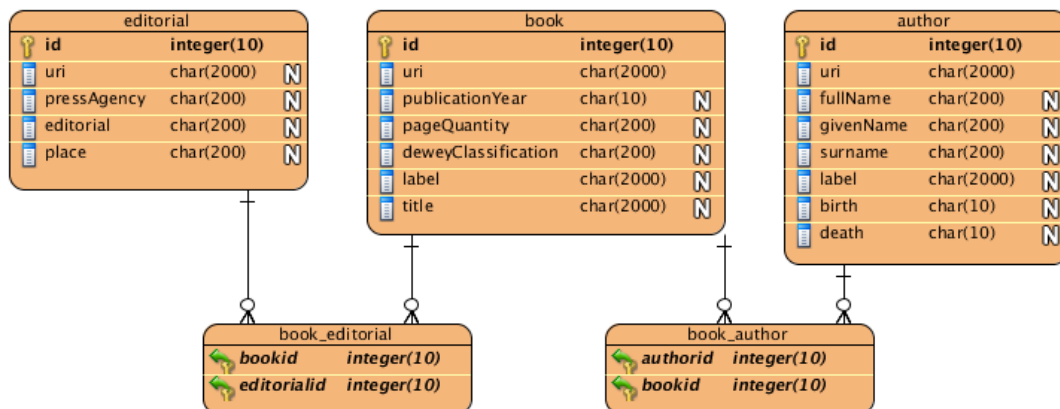 editorial
id integer(10)
uri char(2000) N
pressAgency char(200) N
editorial char(200) N
place char(200) N
book
id integer(10)
uri char(2000)
publicationYear char(10) N
pageQuantity char(200) N
deweyClassification char(200) N
label char(2000) N
title char(2000) N
author
id integer(10)
uri char(2000)
fullName char(200) N
givenName char(200) N
surname char(200) N
label char(2000) N
birth char(10) N
death char(10) N
book_editorial
bookid integer(10)
editorialid integer(10)
book_author
authorid integer(10)
bookid integer(10)